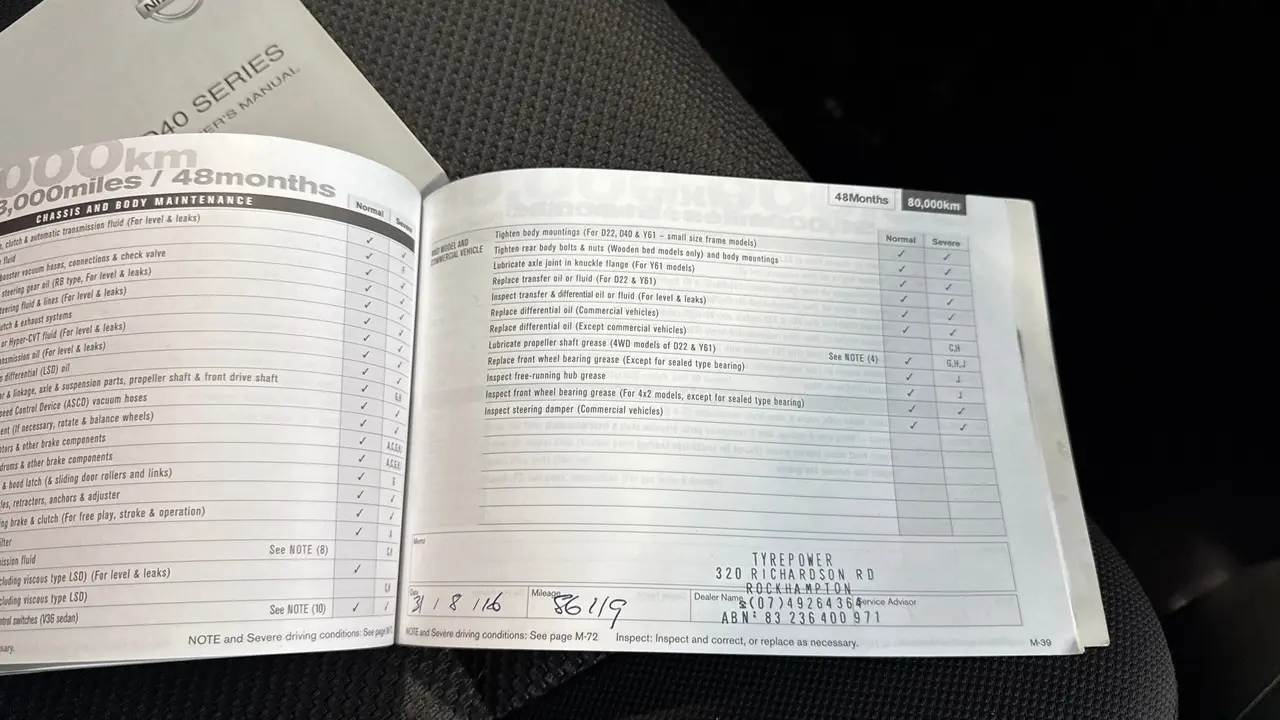 D40 SERIES
ER'S MANUAL
000km
3,000miles / 48months
CHASSIS AND BODY MAINTENANCE
Normal
Severe
, clutch & automatic transmission fluid (For level & leaks)
fluid
booster vacuum hoses, connections & check valve
steering gear oil (RB type, For level & leaks)
steering fluid & lines (For level & leaks)
utch & exhaust systems
or Hyper-CVT fluid (For level & leaks)
nsmission oil (For level & leaks)
differential (LSD) oil
r & linkage, axle & suspension parts, propeller shaft & front drive shaft
peed Control Device (ASCD) vacuum hoses
ent (If necessary, rotate & balance wheels)
otors & other brake components
drums & other brake components
& hood latch (& sliding door rollers and links)
les, retractors, anchors & adjuster
ng brake & clutch (For free play, stroke & operation)
ilter
mission fluid See NOTE (8)
cluding viscous type LSD) (For level & leaks)
cluding viscous type LSD)
ntrol switches (V36 sedan) See NOTE (10)
NOTE and Severe driving conditions: See page
48Months 80,000km
Normal Severe
4WD MODEL AND
COMMERCIAL VEHICLE
Tighten body mountings (For D22, D40 & Y61 – small size frame models) ✓ ✓
Tighten rear body bolts & nuts (Wooden bed models only) and body mountings ✓ ✓
Lubricate axle joint in knuckle flange (For Y61 models) ✓ ✓
Replace transfer oil or fluid (For D22 & Y61) ✓ ✓
Inspect transfer & differential oil or fluid (For level & leaks) ✓ ✓
Replace differential oil (Commercial vehicles) ✓ ✓
Replace differential oil (Except commercial vehicles) C,H
Lubricate propeller shaft grease (4WD models of D22 & Y61) See NOTE (4) ✓ G,H,J
Replace front wheel bearing grease (Except for sealed type bearing) ✓ J
Inspect free-running hub grease ✓ J
Inspect front wheel bearing grease (For 4x2 models, except for sealed type bearing) ✓ ✓
Inspect steering damper (Commercial vehicles) ✓ ✓
Memo
TYREPOWER
320 RICHARDSON RD
ROCKHAMPTON
Date 31 / 8 / 16 Mileage 86119 Dealer Name (07)49264364 Service Advisor
ABN: 83 236 400 971
NOTE and Severe driving conditions: See page M-72 Inspect: Inspect and correct, or replace as necessary.
M-39